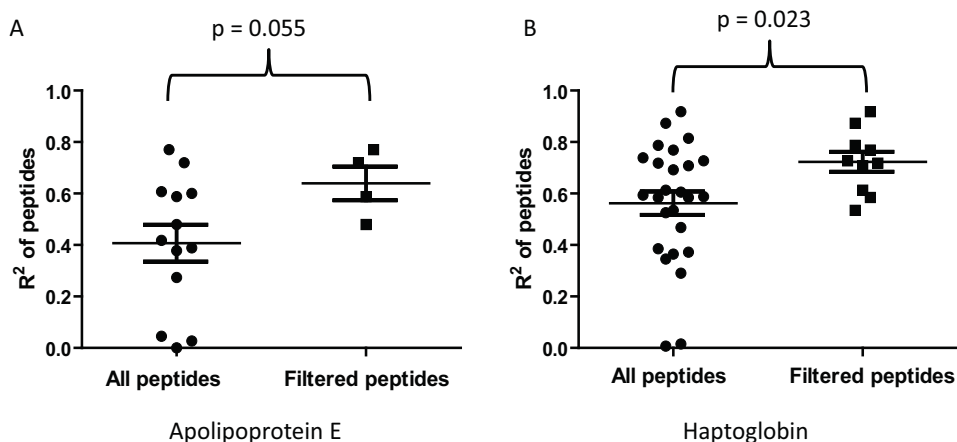 A
p = 0.055
R² of peptides
1.0
0.8
0.6
0.4
0.2
0.0
All peptides
Filtered peptides
Apolipoprotein E
B
p = 0.023
R² of peptides
1.0
0.8
0.6
0.4
0.2
0.0
All peptides
Filtered peptides
Haptoglobin